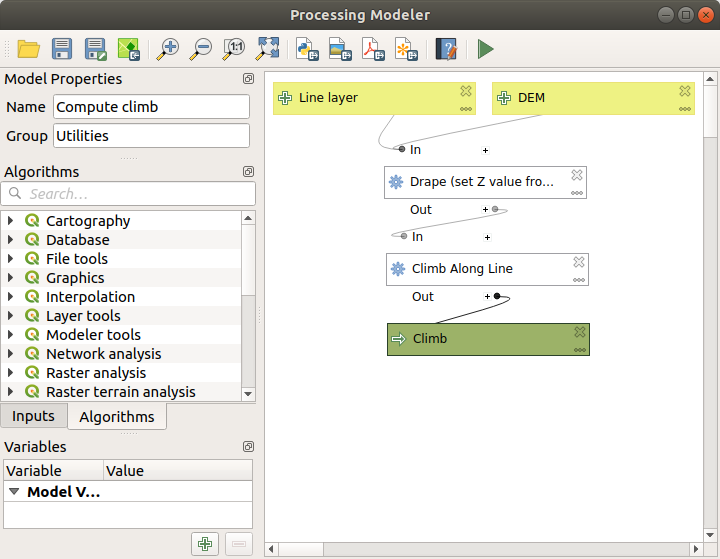 Processing Modeler
1:1
Model Properties
Name Compute climb
Group Utilities
Algorithms
Search…
Cartography
Database
File tools
Graphics
Interpolation
Layer tools
Modeler tools
Network analysis
Raster analysis
Raster terrain analysis
Inputs Algorithms
Variables
Variable Value
Model V...
Line layer
DEM
In
Drape (set Z value fro...
Out
In
Climb Along Line
Out
Climb